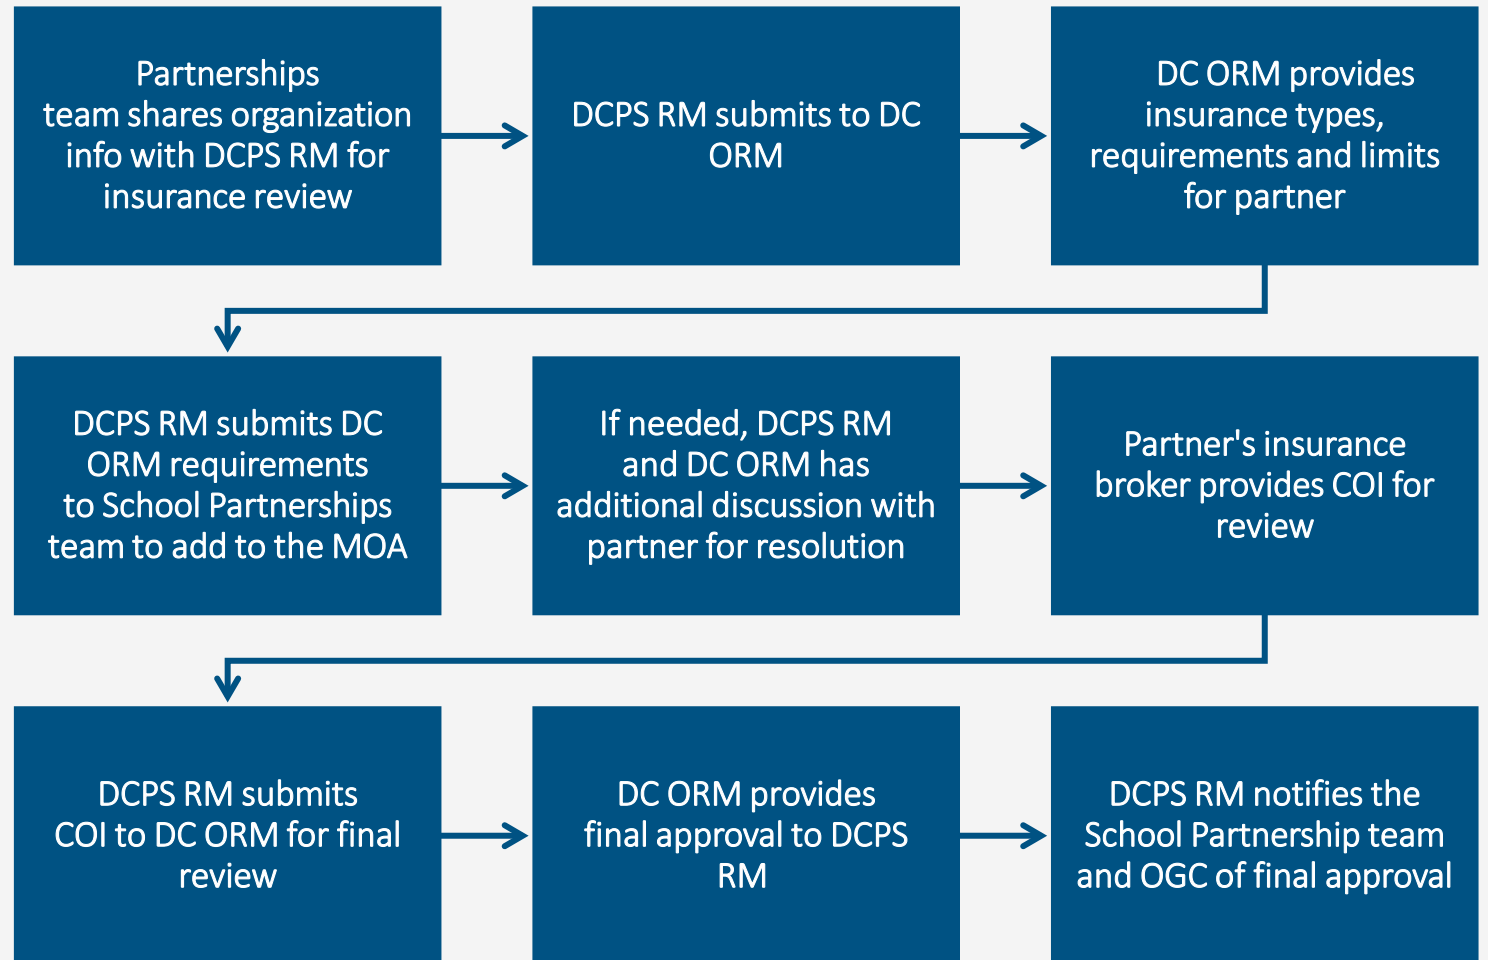 Partnerships
team shares organization
info with DCPS RM for
insurance review
DCPS RM submits to DC
ORM
DC ORM provides
insurance types,
requirements and limits
for partner
DCPS RM submits DC
ORM requirements
to School Partnerships
team to add to the MOA
If needed, DCPS RM
and DC ORM has
additional discussion with
partner for resolution
Partner's insurance
broker provides COI for
review
DCPS RM submits
COI to DC ORM for final
review
DC ORM provides
final approval to DCPS
RM
DCPS RM notifies the
School Partnership team
and OGC of final approval